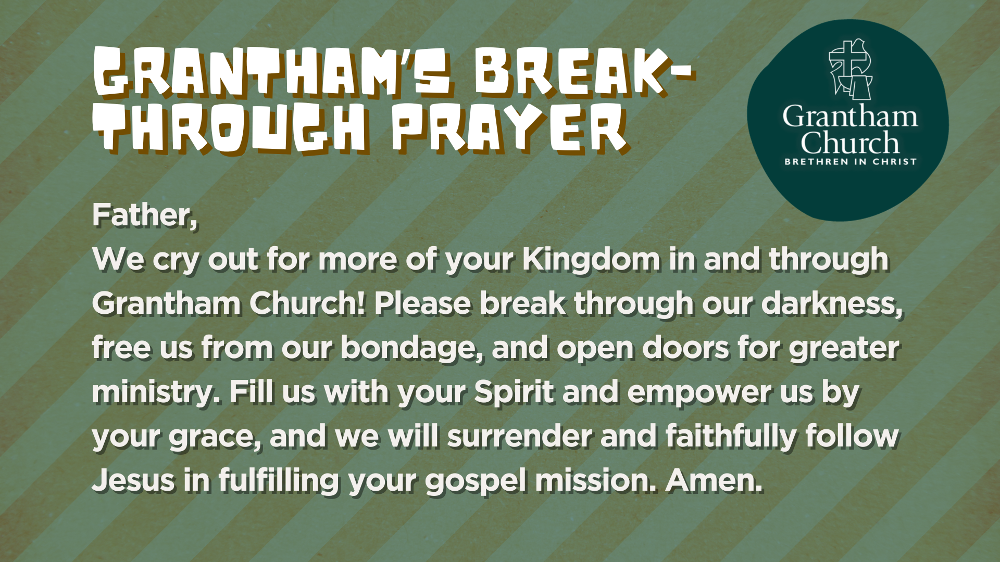 GRANTHAM'S BREAK-
THROUGH PRAYER
Grantham
Church
BRETHREN IN CHRIST
Father,
We cry out for more of your Kingdom in and through
Grantham Church! Please break through our darkness,
free us from our bondage, and open doors for greater
ministry. Fill us with your Spirit and empower us by
your grace, and we will surrender and faithfully follow
Jesus in fulfilling your gospel mission. Amen.